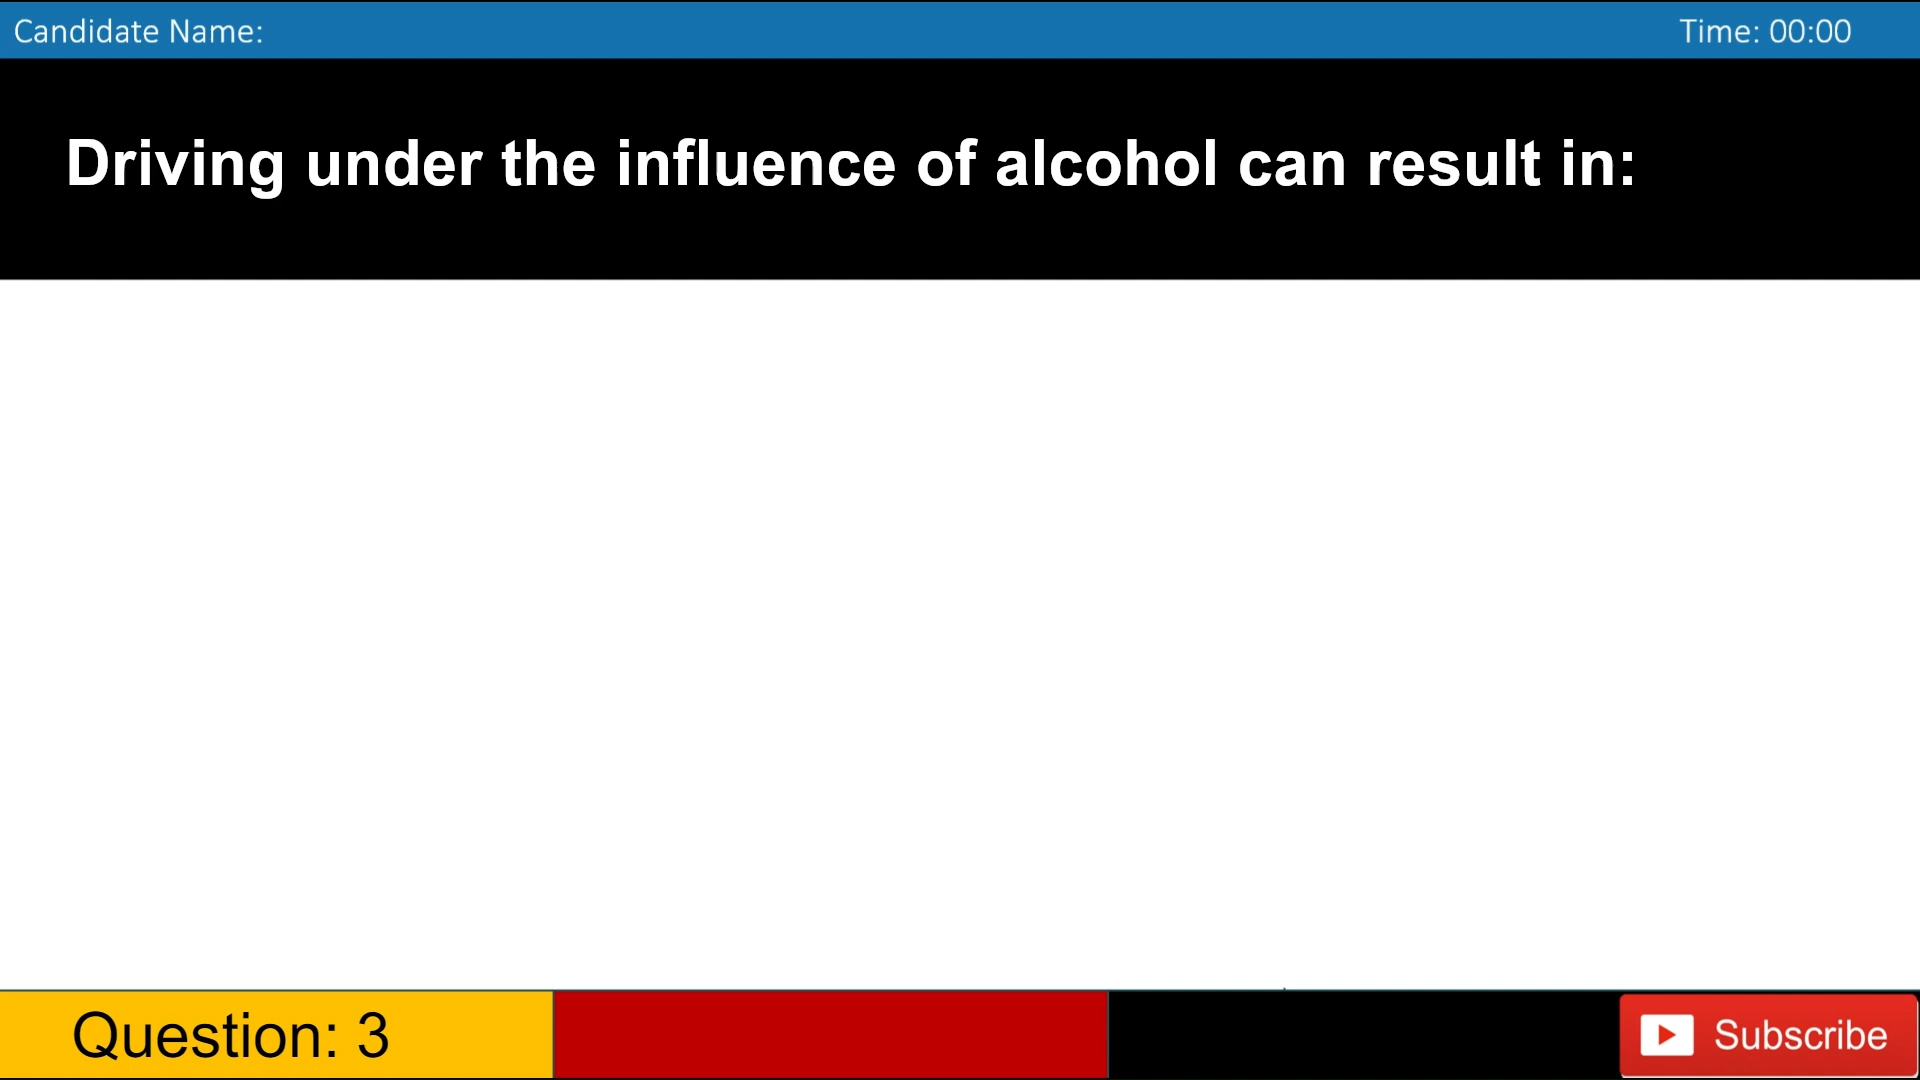 Candidate Name:
Time: 00:00
Driving under the influence of alcohol can result in:
Question: 3
Subscribe